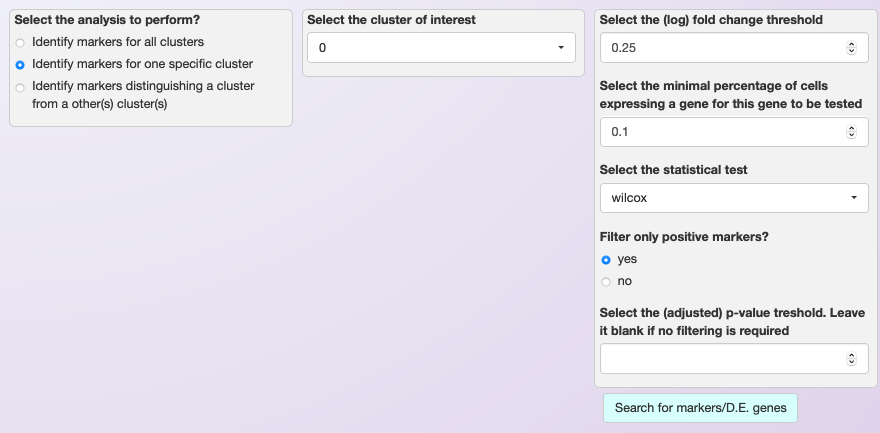 Select the analysis to perform?
Identify markers for all clusters
Identify markers for one specific cluster
Identify markers distinguishing a cluster
from a other(s) cluster(s)
Select the cluster of interest
0
Select the (log) fold change threshold
0.25
Select the minimal percentage of cells
expressing a gene for this gene to be tested
0.1
Select the statistical test
wilcox
Filter only positive markers?
yes
no
Select the (adjusted) p-value treshold. Leave
it blank if no filtering is required
Search for markers/D.E. genes